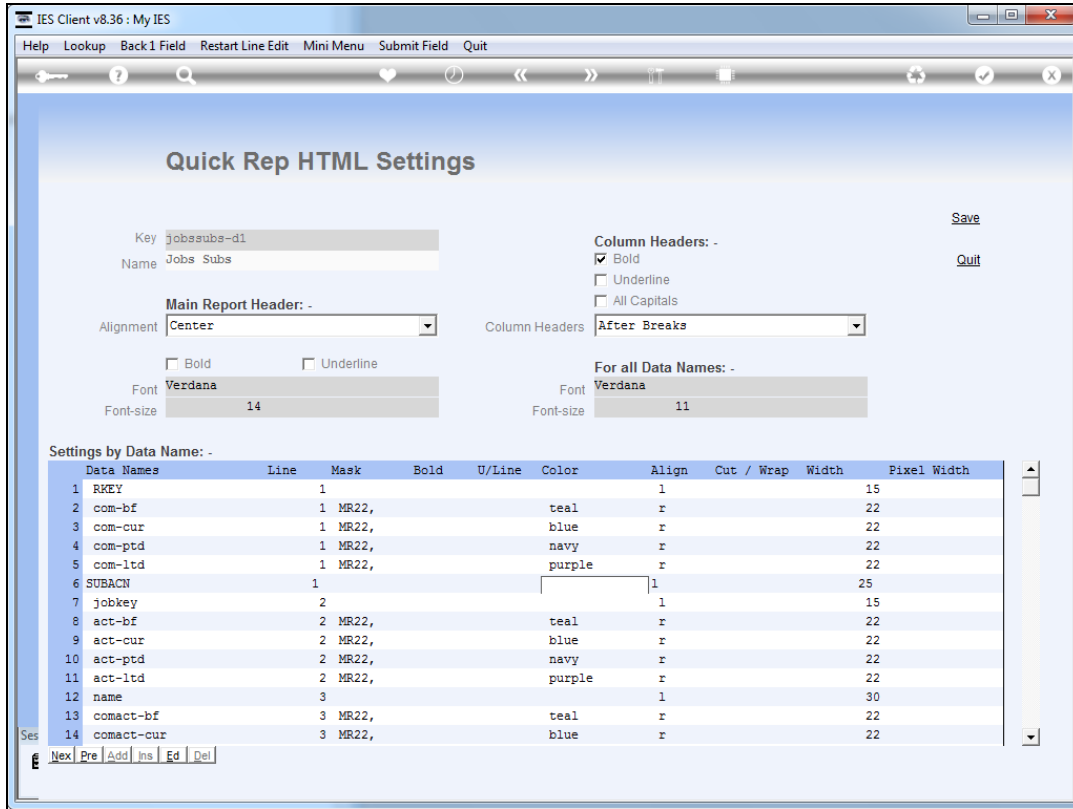 IES Client v8.36 : My IES
Help Lookup Back 1 Field Restart Line Edit Mini Menu Submit Field Quit
Quick Rep HTML Settings
Save
Key jobssubs-d1
Column Headers: -
Name Jobs Subs
Bold
Quit
Underline
Main Report Header: -
All Capitals
Alignment Center
Column Headers After Breaks
Bold Underline
For all Data Names: -
Font Verdana
Font Verdana
Font-size 14
Font-size 11
Settings by Data Name: -
Data Names Line Mask Bold U/Line Color Align Cut / Wrap Width Pixel Width
1 RKEY 1 l 15
2 com-bf 1 MR22, teal r 22
3 com-cur 1 MR22, blue r 22
4 com-ptd 1 MR22, navy r 22
5 com-ltd 1 MR22, purple r 22
6 SUBACN 1 l 25
7 jobkey 2 l 15
8 act-bf 2 MR22, teal r 22
9 act-cur 2 MR22, blue r 22
10 act-ptd 2 MR22, navy r 22
11 act-ltd 2 MR22, purple r 22
12 name 3 l 30
13 comact-bf 3 MR22, teal r 22
14 comact-cur 3 MR22, blue r 22
Ses
Nex Pre Add Ins Ed Del